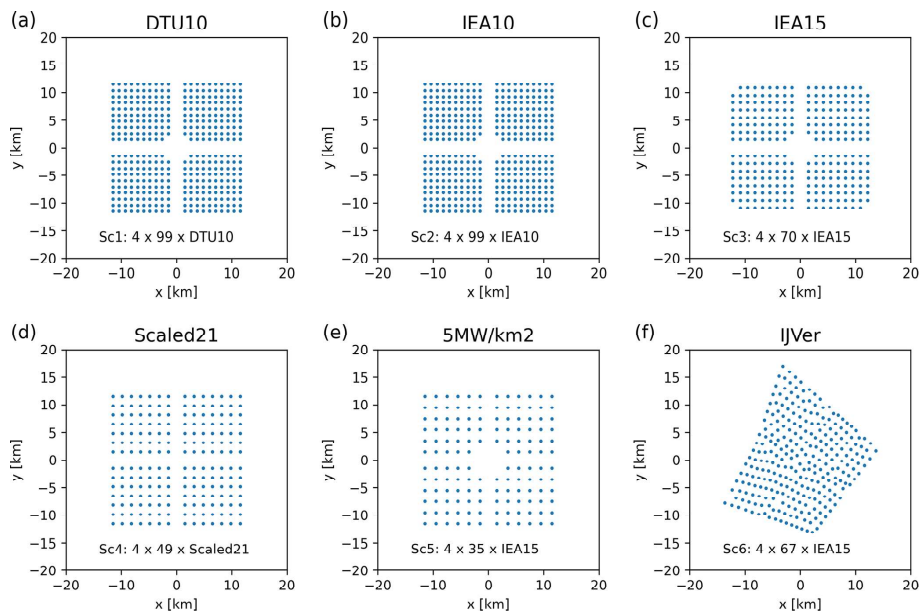 (a) DTU10 (b) IEA10 (c) IEA15
20 20 20
15 15 15
10 10 10
5 5 5
y [km] 0 y [km] 0 y [km] 0
−5 −5 −5
−10 −10 −10
−15 Sc1: 4 x 99 x DTU10 −15 Sc2: 4 x 99 x IEA10 −15 Sc3: 4 x 70 x IEA15
−20 −20 −20
−20 −10 0 10 20 −20 −10 0 10 20 −20 −10 0 10 20
x [km] x [km] x [km]
(d) Scaled21 (e) 5MW/km2 (f) IJVer
20 20 20
15 15 15
10 10 10
5 5 5
y [km] 0 y [km] 0 y [km] 0
−5 −5 −5
−10 −10 −10
−15 Sc4: 4 x 49 x Scaled21 −15 Sc5: 4 x 35 x IEA15 −15 Sc6: 4 x 67 x IEA15
−20 −20 −20
−20 −10 0 10 20 −20 −10 0 10 20 −20 −10 0 10 20
x [km] x [km] x [km]